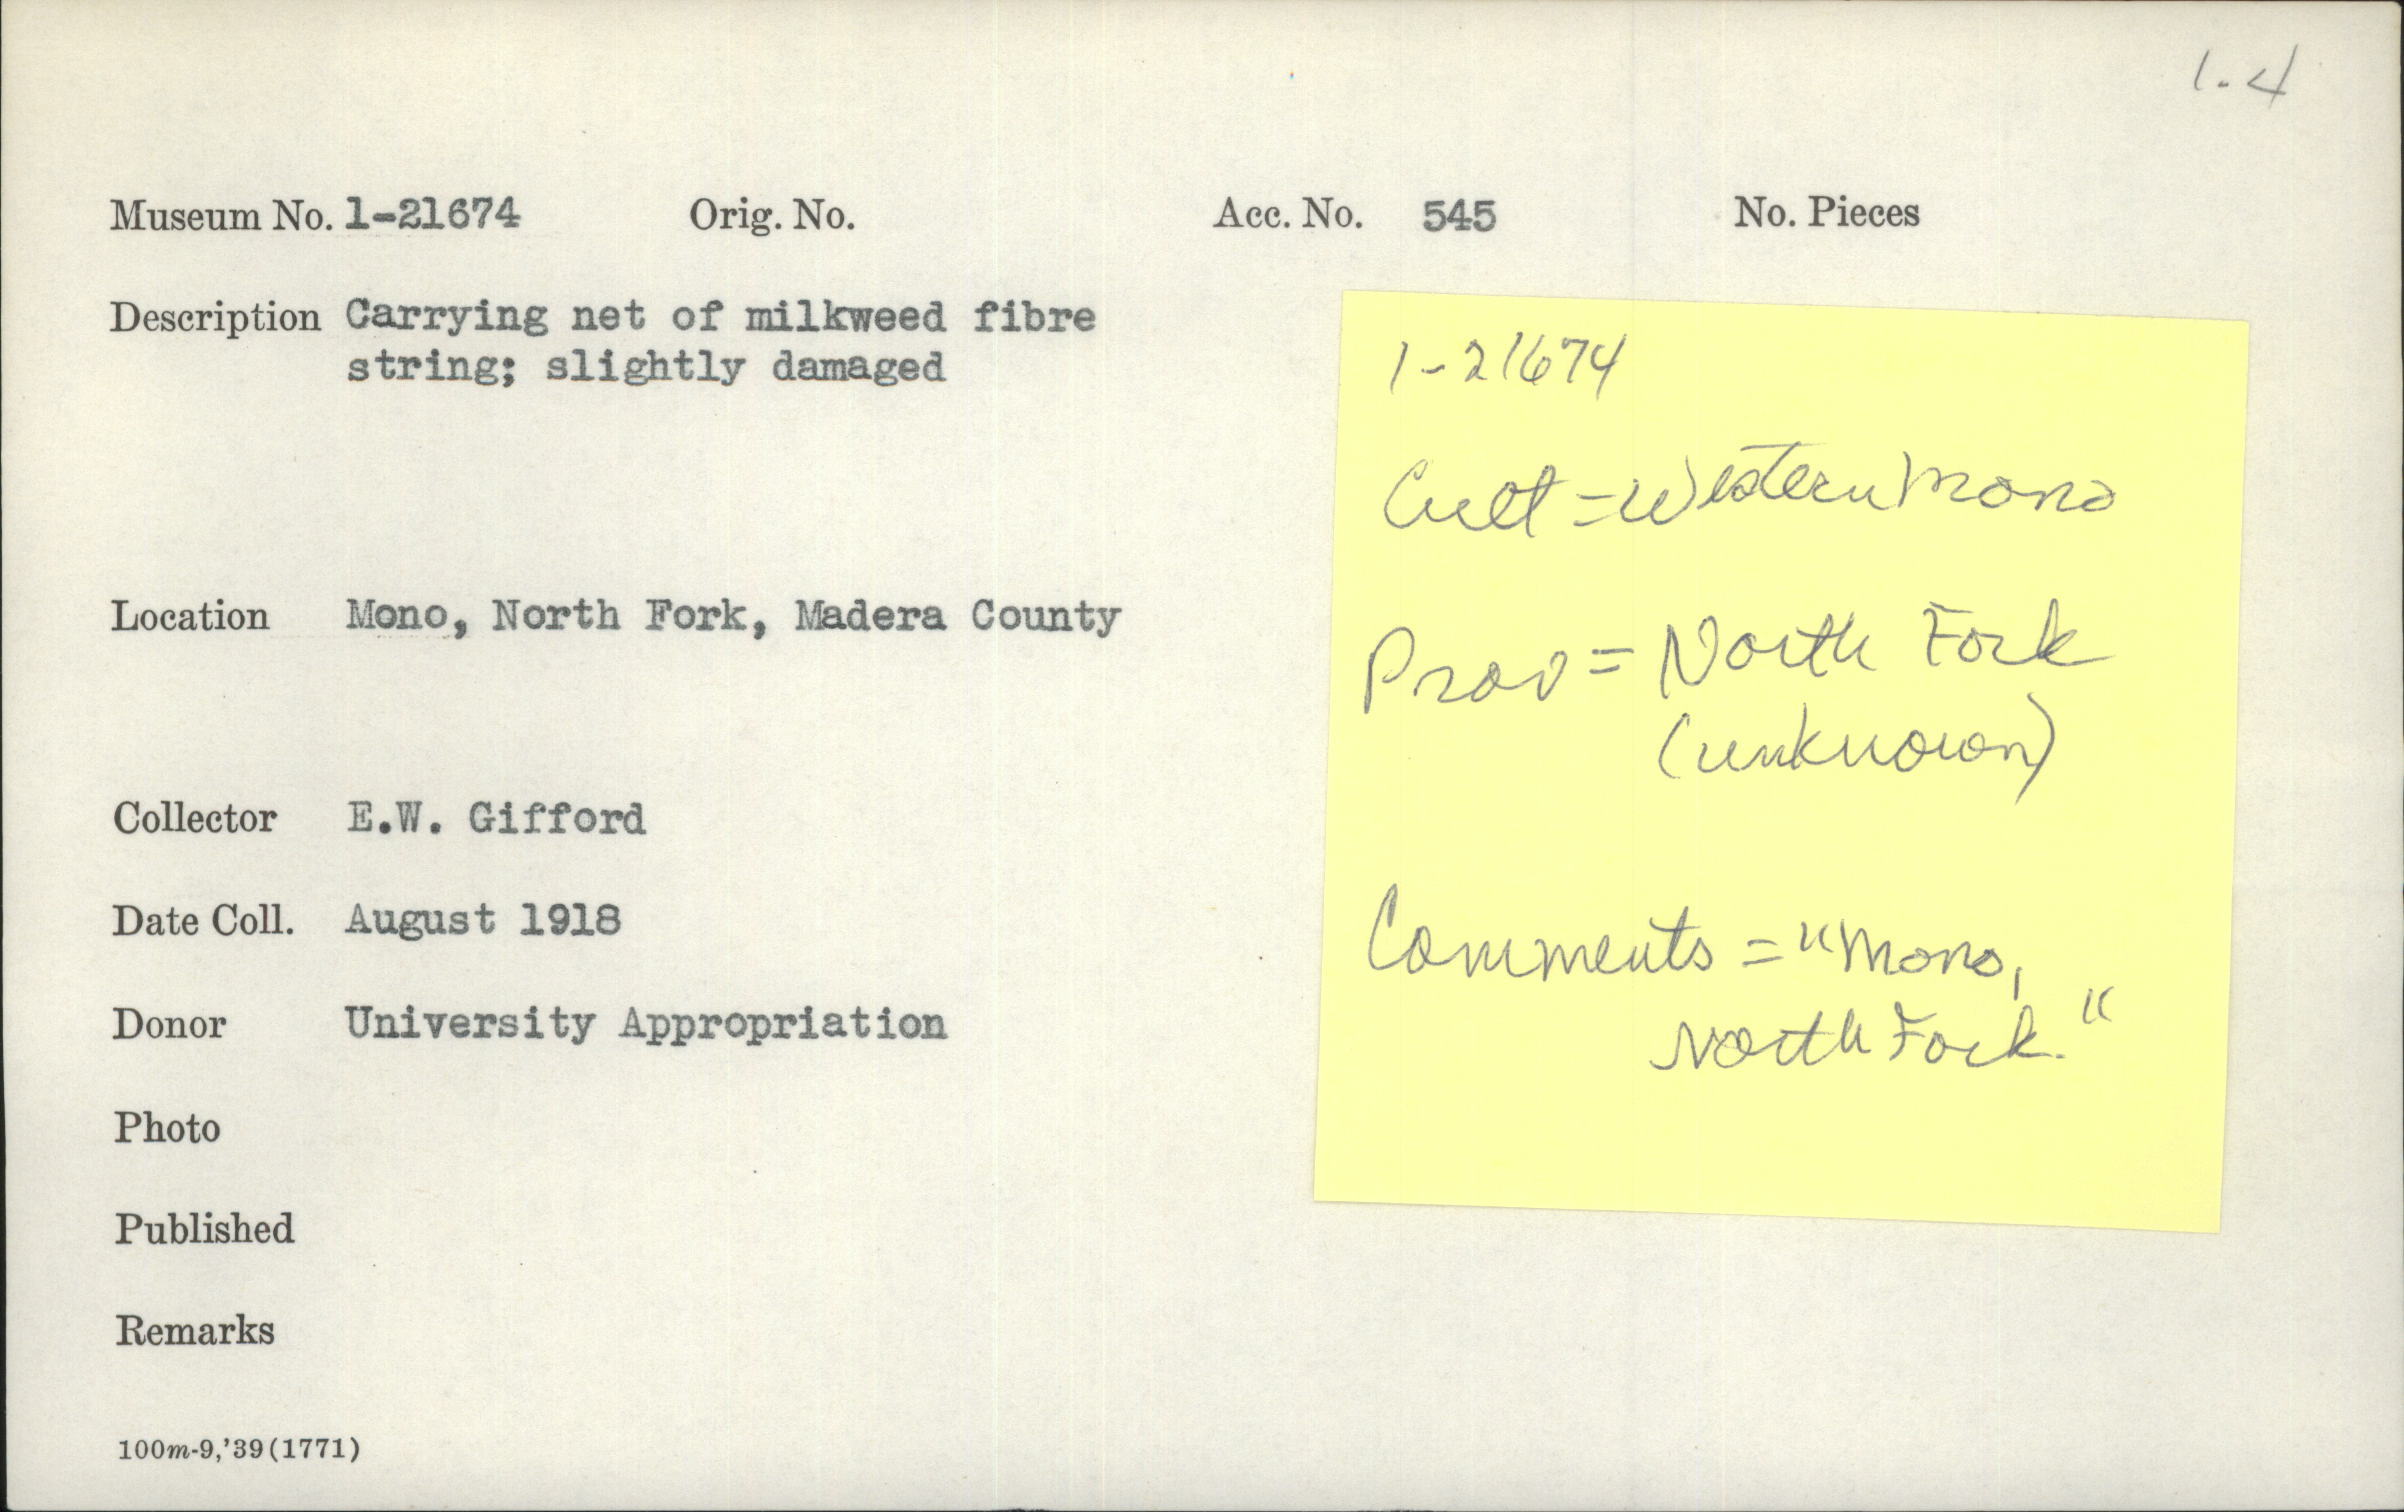 1.4
Museum No. 1-21674 Orig. No. Acc. No. 545 No. Pieces
Description Carrying net of milkweed fibre
string; slightly damaged
Location Mono, North Fork, Madera County
Collector E.W. Gifford
Date Coll. August 1918
Donor University Appropriation
Photo
Published
Remarks
100m-9,'39(1771)
1-21674
Cult = Western Mono
Prov = North Fork
(unknown)
Comments = "Mono,
North Fork."